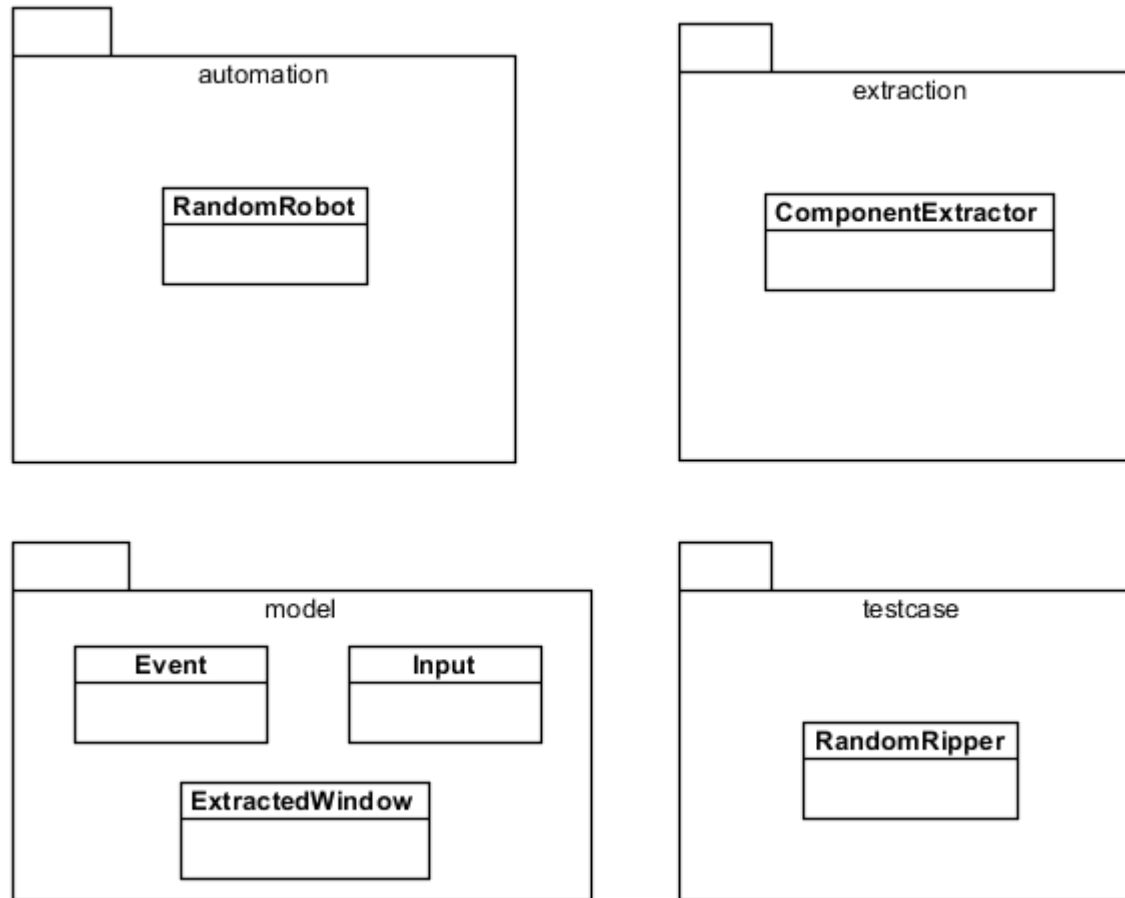 automation
RandomRobot
extraction
ComponentExtractor
model
Event
Input
ExtractedWindow
testcase
RandomRipper